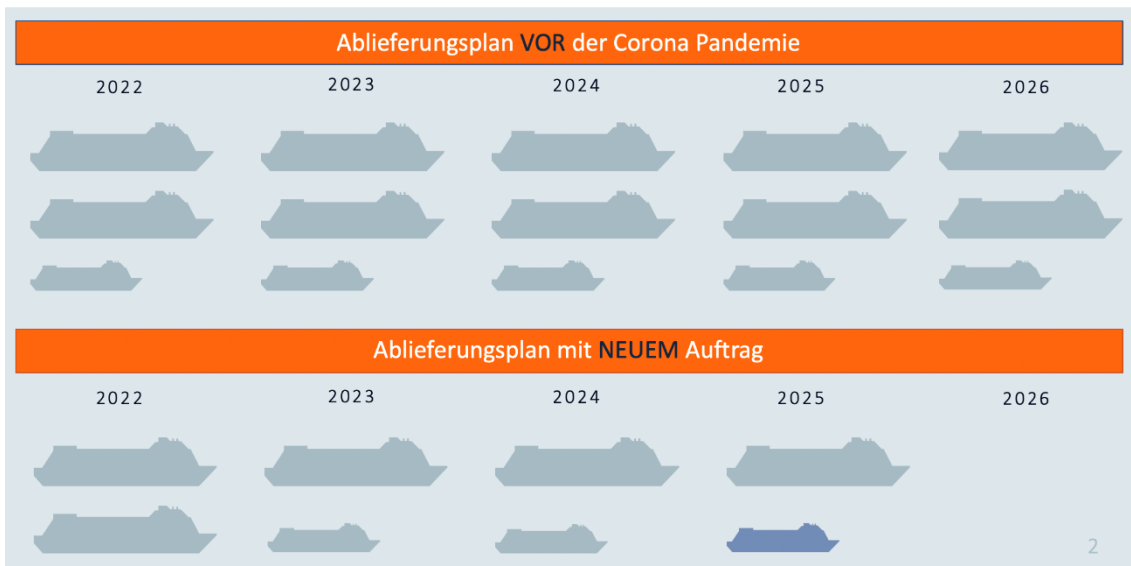 Ablieferungsplan VOR der Corona Pandemie
2022 2023 2024 2025 2026
Ablieferungsplan mit NEUEM Auftrag
2022 2023 2024 2025 2026
2